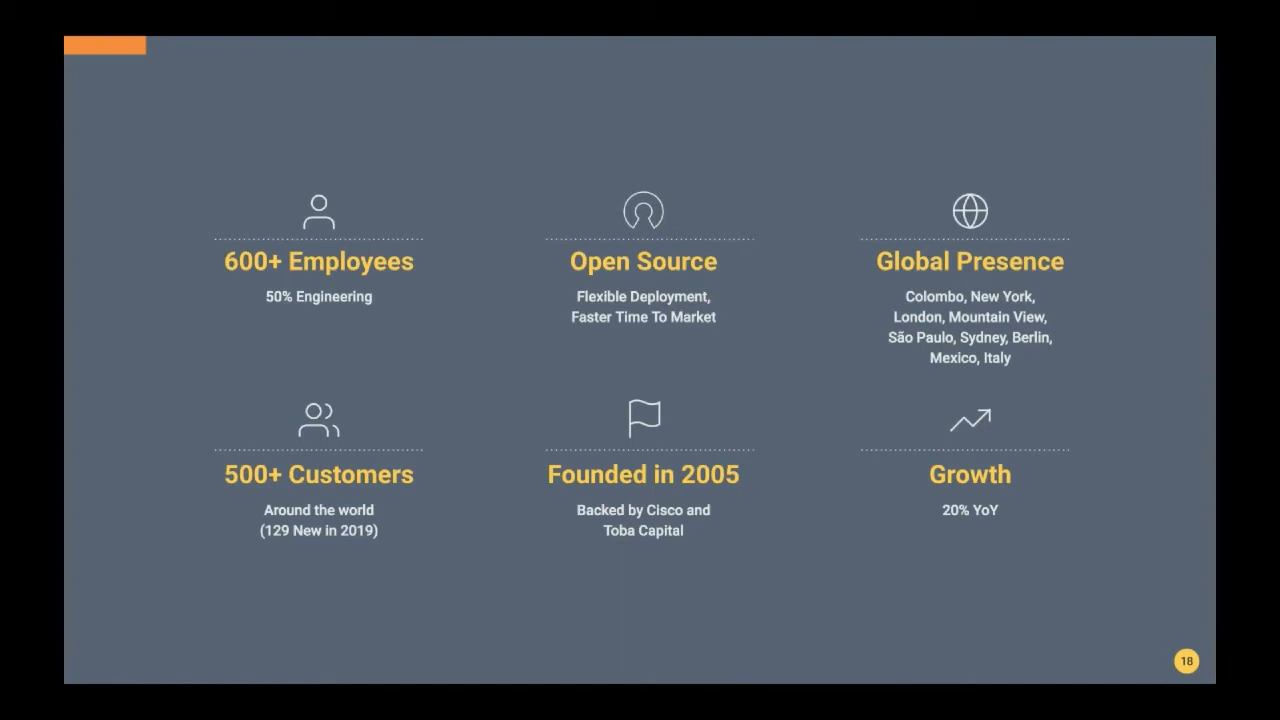 600+ Employees
50% Engineering
Open Source
Flexible Deployment,
Faster Time To Market
Global Presence
Colombo, New York,
London, Mountain View,
São Paulo, Sydney, Berlin,
Mexico, Italy
500+ Customers
Around the world
(129 New in 2019)
Founded in 2005
Backed by Cisco and
Toba Capital
Growth
20% YoY
18